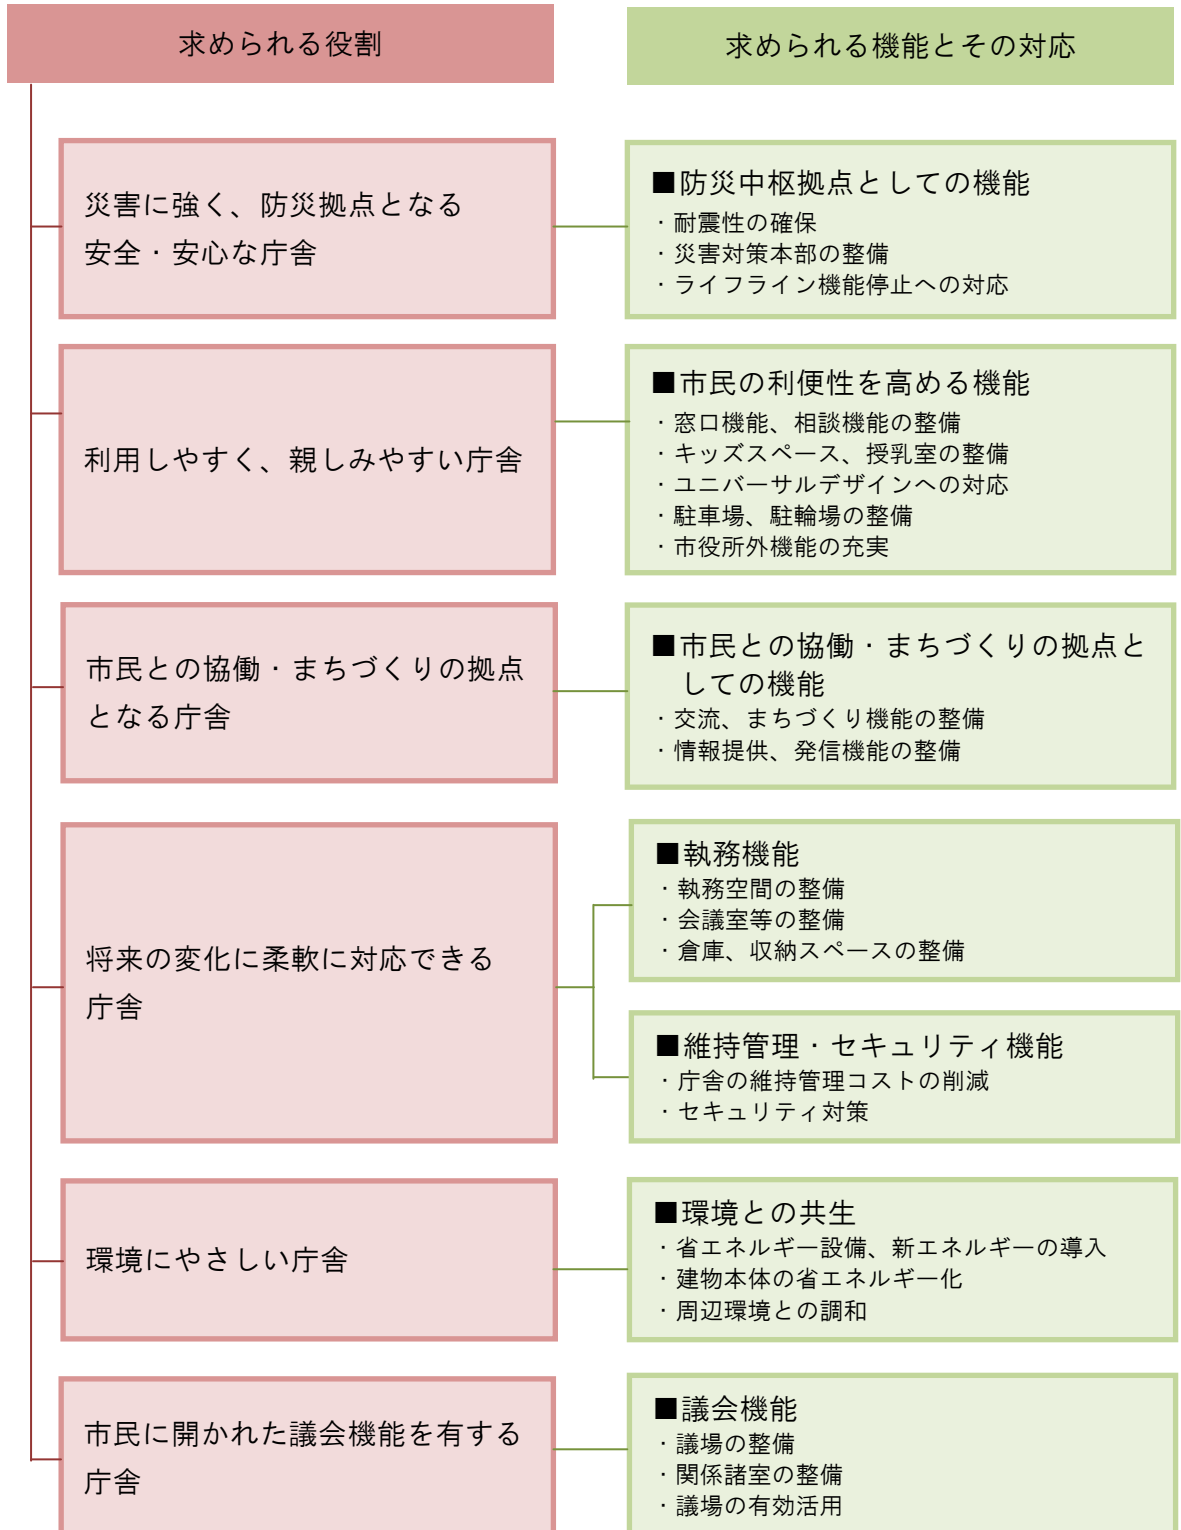 求められる役割
求められる機能とその対応
災害に強く、防災拠点となる
安全・安心な庁舎
■防災中枢拠点としての機能
・耐震性の確保
・災害対策本部の整備
・ライフライン機能停止への対応
利用しやすく、親しみやすい庁舎
■市民の利便性を高める機能
・窓口機能、相談機能の整備
・キッズスペース、授乳室の整備
・ユニバーサルデザインへの対応
・駐車場、駐輪場の整備
・市役所外機能の充実
市民との協働・まちづくりの拠点
となる庁舎
■市民との協働・まちづくりの拠点と
しての機能
・交流、まちづくり機能の整備
・情報提供、発信機能の整備
将来の変化に柔軟に対応できる
庁舎
■執務機能
・執務空間の整備
・会議室等の整備
・倉庫、収納スペースの整備
■維持管理・セキュリティ機能
・庁舎の維持管理コストの削減
・セキュリティ対策
環境にやさしい庁舎
■環境との共生
・省エネルギー設備、新エネルギーの導入
・建物本体の省エネルギー化
・周辺環境との調和
市民に開かれた議会機能を有する
庁舎
■議会機能
・議場の整備
・関係諸室の整備
・議場の有効活用